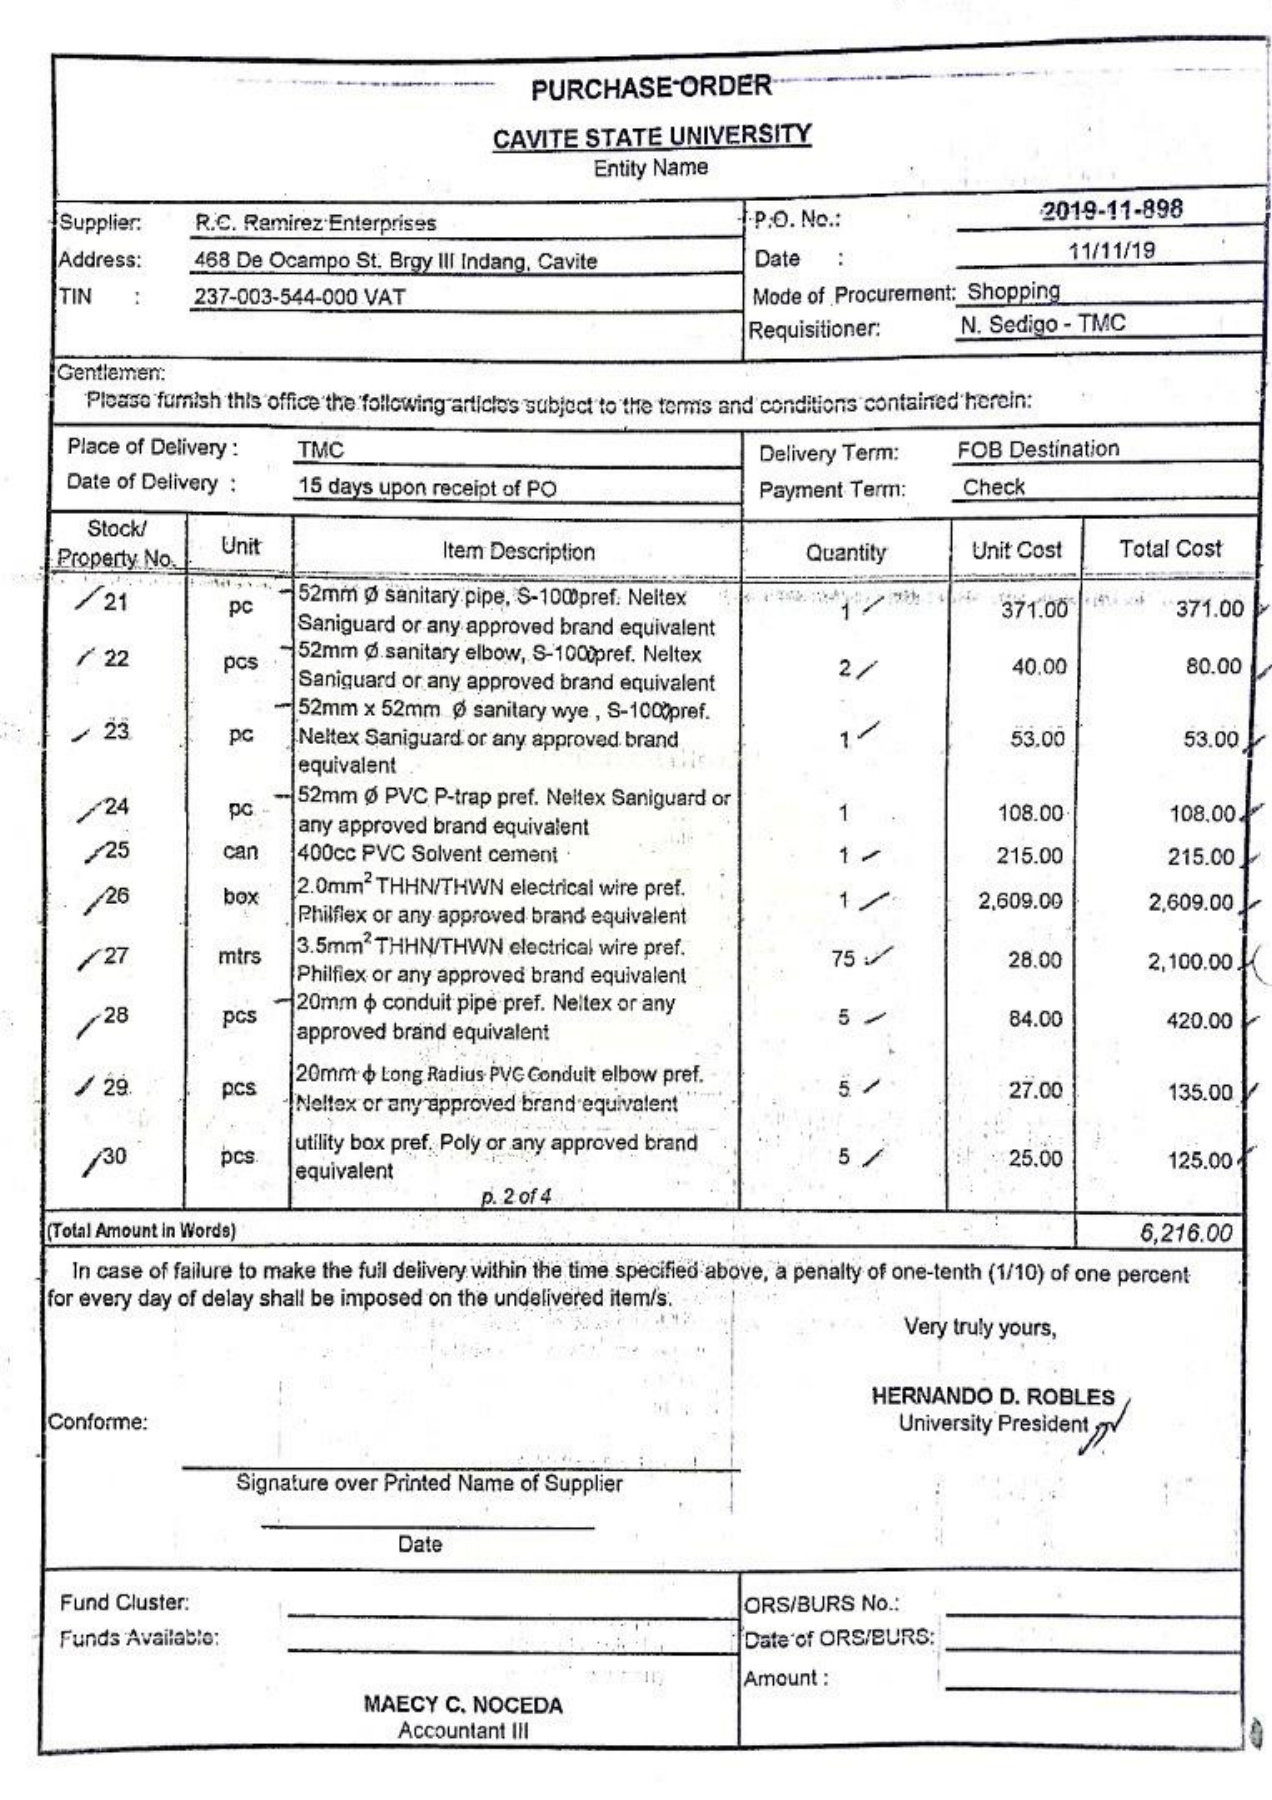 PURCHASE ORDER
CAVITE STATE UNIVERSITY
Entity Name
Supplier: R.C. Ramirez Enterprises P.O. No.: 2019-11-898
Address: 468 De Ocampo St. Brgy III Indang, Cavite Date : 11/11/19
TIN : 237-003-544-000 VAT Mode of Procurement: Shopping
Requisitioner: N. Sedigo - TMC
Gentlemen:
Please furnish this office the following articles subject to the terms and conditions contained herein:
Place of Delivery : TMC Delivery Term: FOB Destination
Date of Delivery : 15 days upon receipt of PO Payment Term: Check
Stock/
Property No. Unit Item Description Quantity Unit Cost Total Cost
21 pc 52mm Ø sanitary pipe, S-1000pref. Neltex 1 371.00 371.00
Saniguard or any approved brand equivalent
22 pcs 52mm Ø sanitary elbow, S-1000pref. Neltex 2 40.00 80.00
Saniguard or any approved brand equivalent
52mm x 52mm Ø sanitary wye , S-1000pref.
23 pc Neltex Saniguard or any approved brand 1 53.00 53.00
equivalent
24 pc 52mm Ø PVC P-trap pref. Neltex Saniguard or 1 108.00 108.00
any approved brand equivalent
25 can 400cc PVC Solvent cement 1 215.00 215.00
26 box 2.0mm² THHN/THWN electrical wire pref. 1 2,609.00 2,609.00
Philflex or any approved brand equivalent
27 mtrs 3.5mm² THHN/THWN electrical wire pref. 75 28.00 2,100.00
Philflex or any approved brand equivalent
28 pcs 20mm ϕ conduit pipe pref. Neltex or any 5 84.00 420.00
approved brand equivalent
29 pcs 20mm ϕ Long Radius PVC Conduit elbow pref. 5 27.00 135.00
Neltex or any approved brand equivalent
30 pcs utility box pref. Poly or any approved brand 5 25.00 125.00
equivalent
p. 2 of 4
(Total Amount in Words) 6,216.00
In case of failure to make the full delivery within the time specified above, a penalty of one-tenth (1/10) of one percent
for every day of delay shall be imposed on the undelivered item/s.
Very truly yours,
HERNANDO D. ROBLES
Conforme: University President
Signature over Printed Name of Supplier
Date
Fund Cluster: ORS/BURS No.:
Funds Available: Date of ORS/BURS:
Amount :
MAECY C. NOCEDA
Accountant III